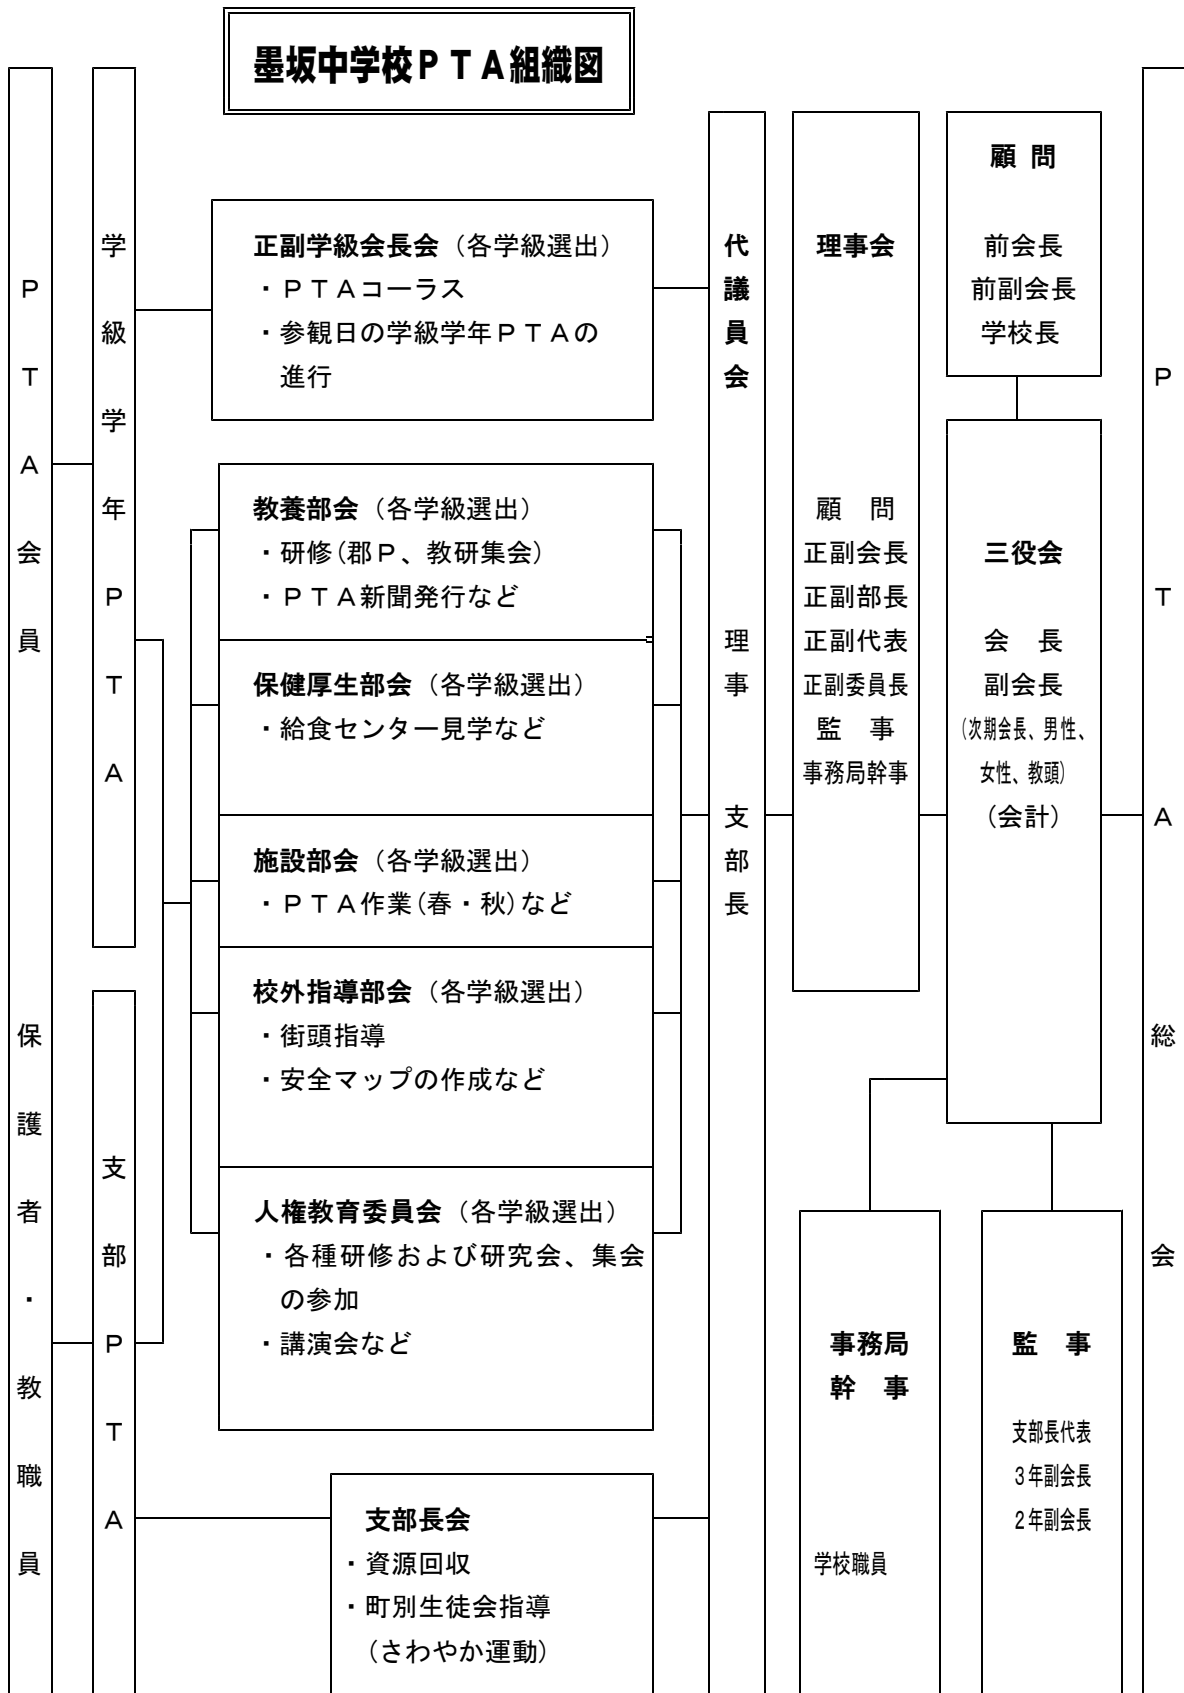 墨坂中学校ＰＴＡ組織図
ＰＴＡ会員　保護者・教職員
学級学年ＰＴＡ
支部ＰＴＡ
正副学級会長会（各学級選出）
・ＰＴＡコーラス
・参観日の学級学年ＰＴＡの
進行
教養部会（各学級選出）
・研修(郡Ｐ、教研集会)
・ＰＴＡ新聞発行など
保健厚生部会（各学級選出）
・給食センター見学など
施設部会（各学級選出）
・ＰＴＡ作業(春・秋)など
校外指導部会（各学級選出）
・街頭指導
・安全マップの作成など
人権教育委員会（各学級選出）
・各種研修および研究会、集会
の参加
・講演会など
支部長会
・資源回収
・町別生徒会指導
（さわやか運動）
代議員会　理事　支部長
理事会
顧　問
正副会長
正副部長
正副代表
正副委員長
監　事
事務局幹事
顧　問
前会長
前副会長
学校長
三役会
会　長
副会長
（次期会長、男性、
女性、教頭）
（会計）
事務局
幹　事
学校職員
監　事
支部長代表
３年副会長
２年副会長
ＰＴＡ総会